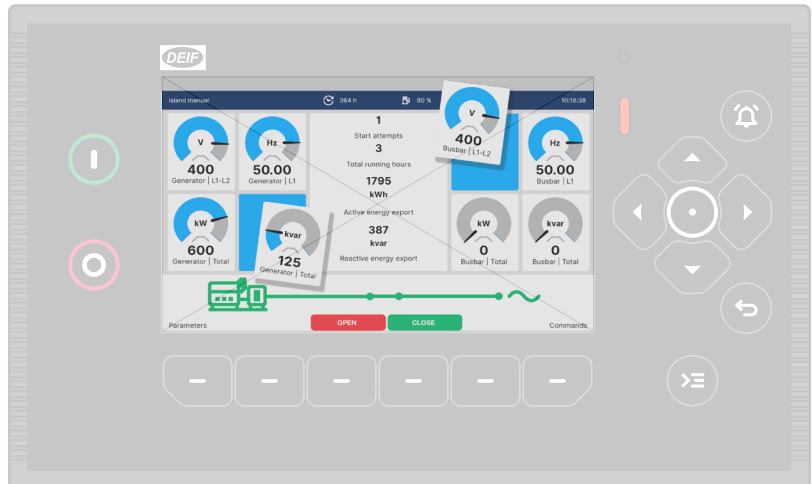 DEIF
Island manual
364 h
80 %
10:18:38
V
400
Generator | L1-L2
Hz
50.00
Generator | L1
1
Start attempts
3
Total running hours
1795
kWh
Active energy export
387
kvar
Reactive energy export
V
400
Busbar | L1-L2
Hz
50.00
Busbar | L1
kW
600
Generator | Total
kvar
125
Generator | Total
kW
0
Busbar | Total
kvar
0
Busbar | Total
Parameters
OPEN
CLOSE
Commands